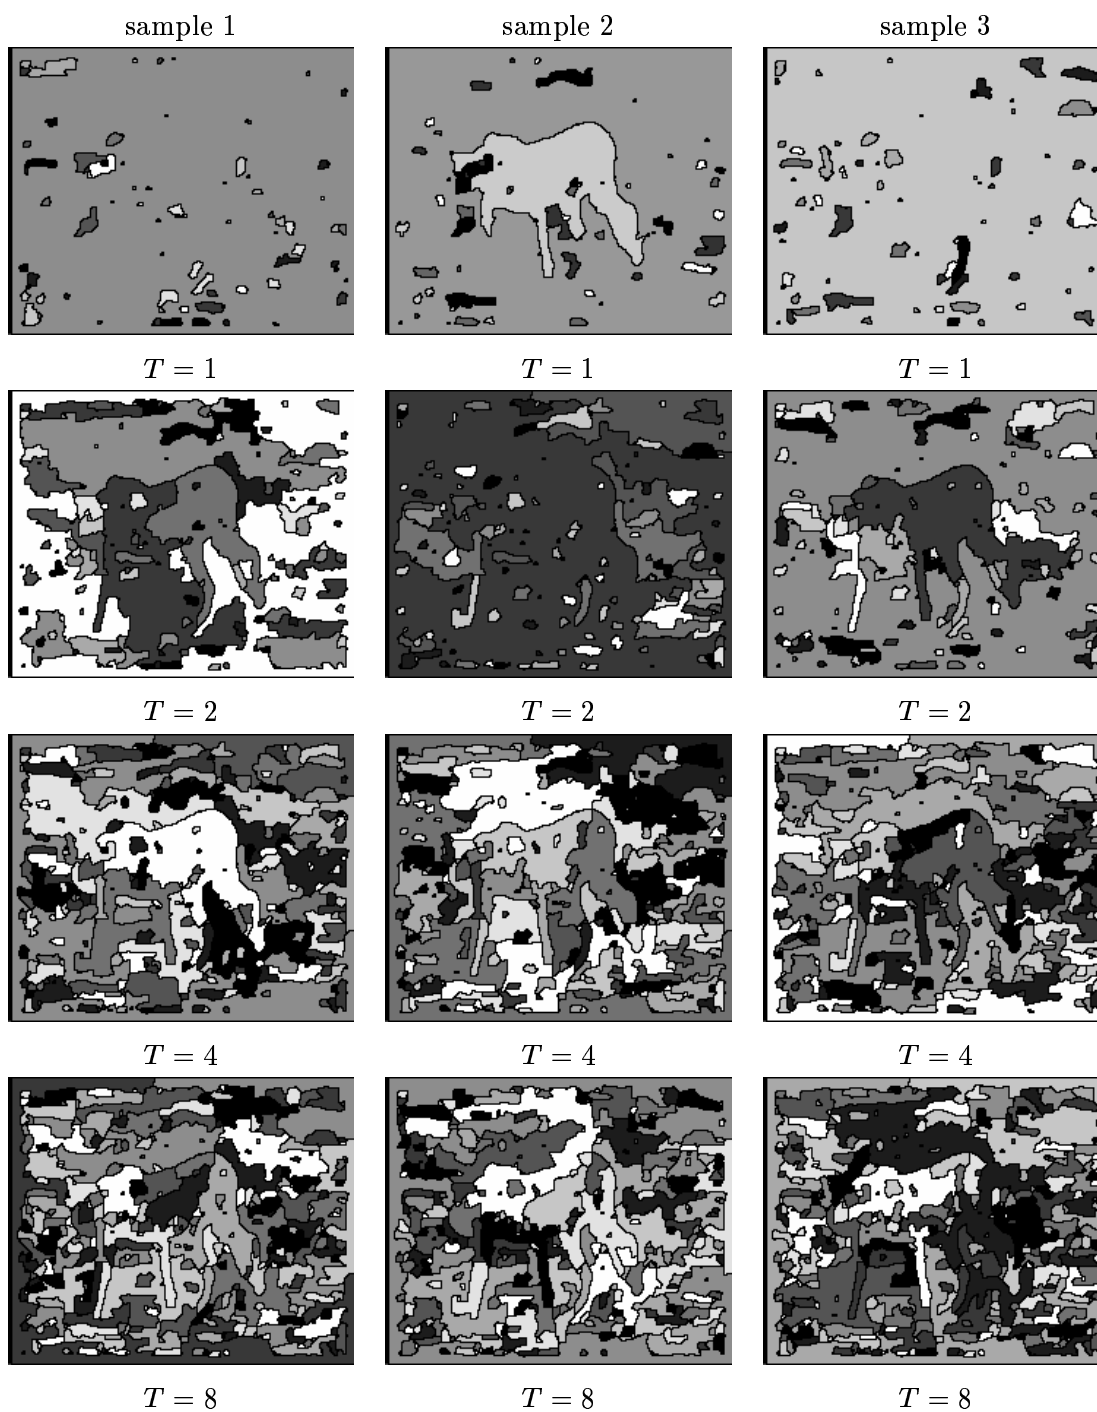 sample 1 sample 2 sample 3
T = 1 T = 1 T = 1
T = 2 T = 2 T = 2
T = 4 T = 4 T = 4
T = 8 T = 8 T = 8